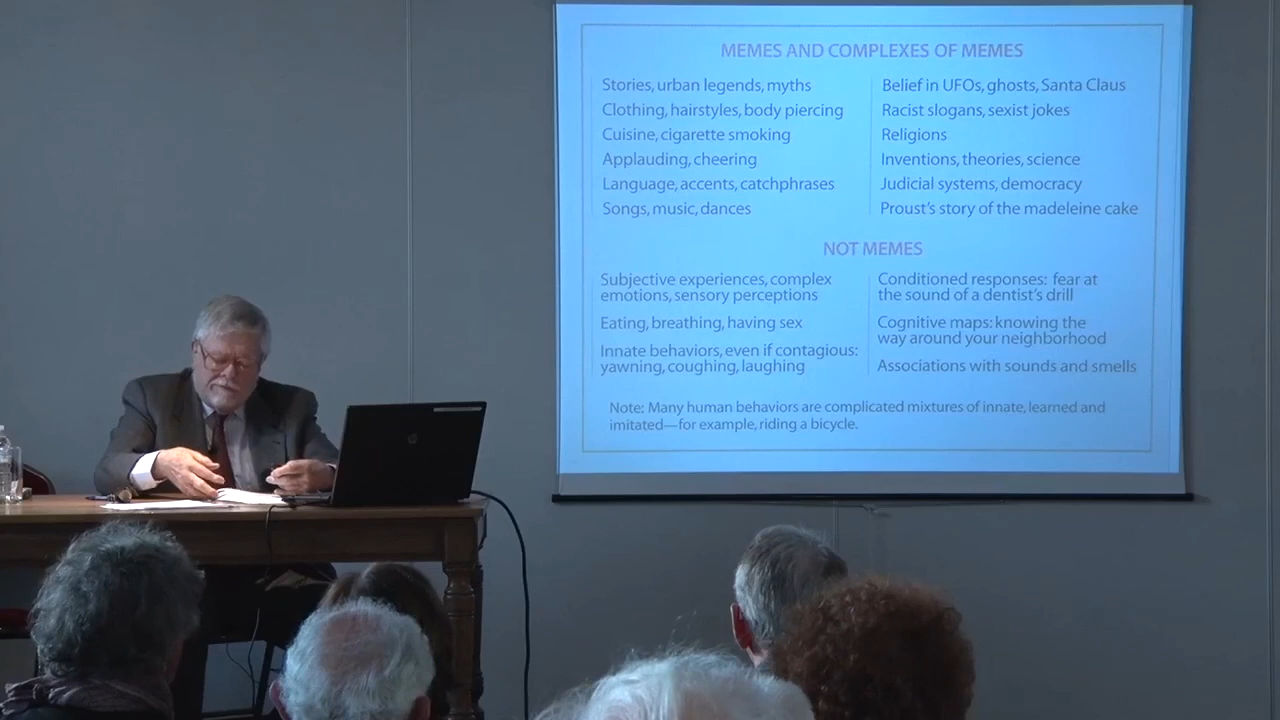 MEMES AND COMPLEXES OF MEMES
Stories, urban legends, myths
Clothing, hairstyles, body piercing
Cuisine, cigarette smoking
Applauding, cheering
Language, accents, catchphrases
Songs, music, dances
Belief in UFOs, ghosts, Santa Claus
Racist slogans, sexist jokes
Religions
Inventions, theories, science
Judicial systems, democracy
Proust's story of the madeleine cake
NOT MEMES
Subjective experiences, complex
emotions, sensory perceptions
Eating, breathing, having sex
Innate behaviors, even if contagious:
yawning, coughing, laughing
Conditioned responses: fear at
the sound of a dentist's drill
Cognitive maps: knowing the
way around your neighborhood
Associations with sounds and smells
Note: Many human behaviors are complicated mixtures of innate, learned and
imitated—for example, riding a bicycle.